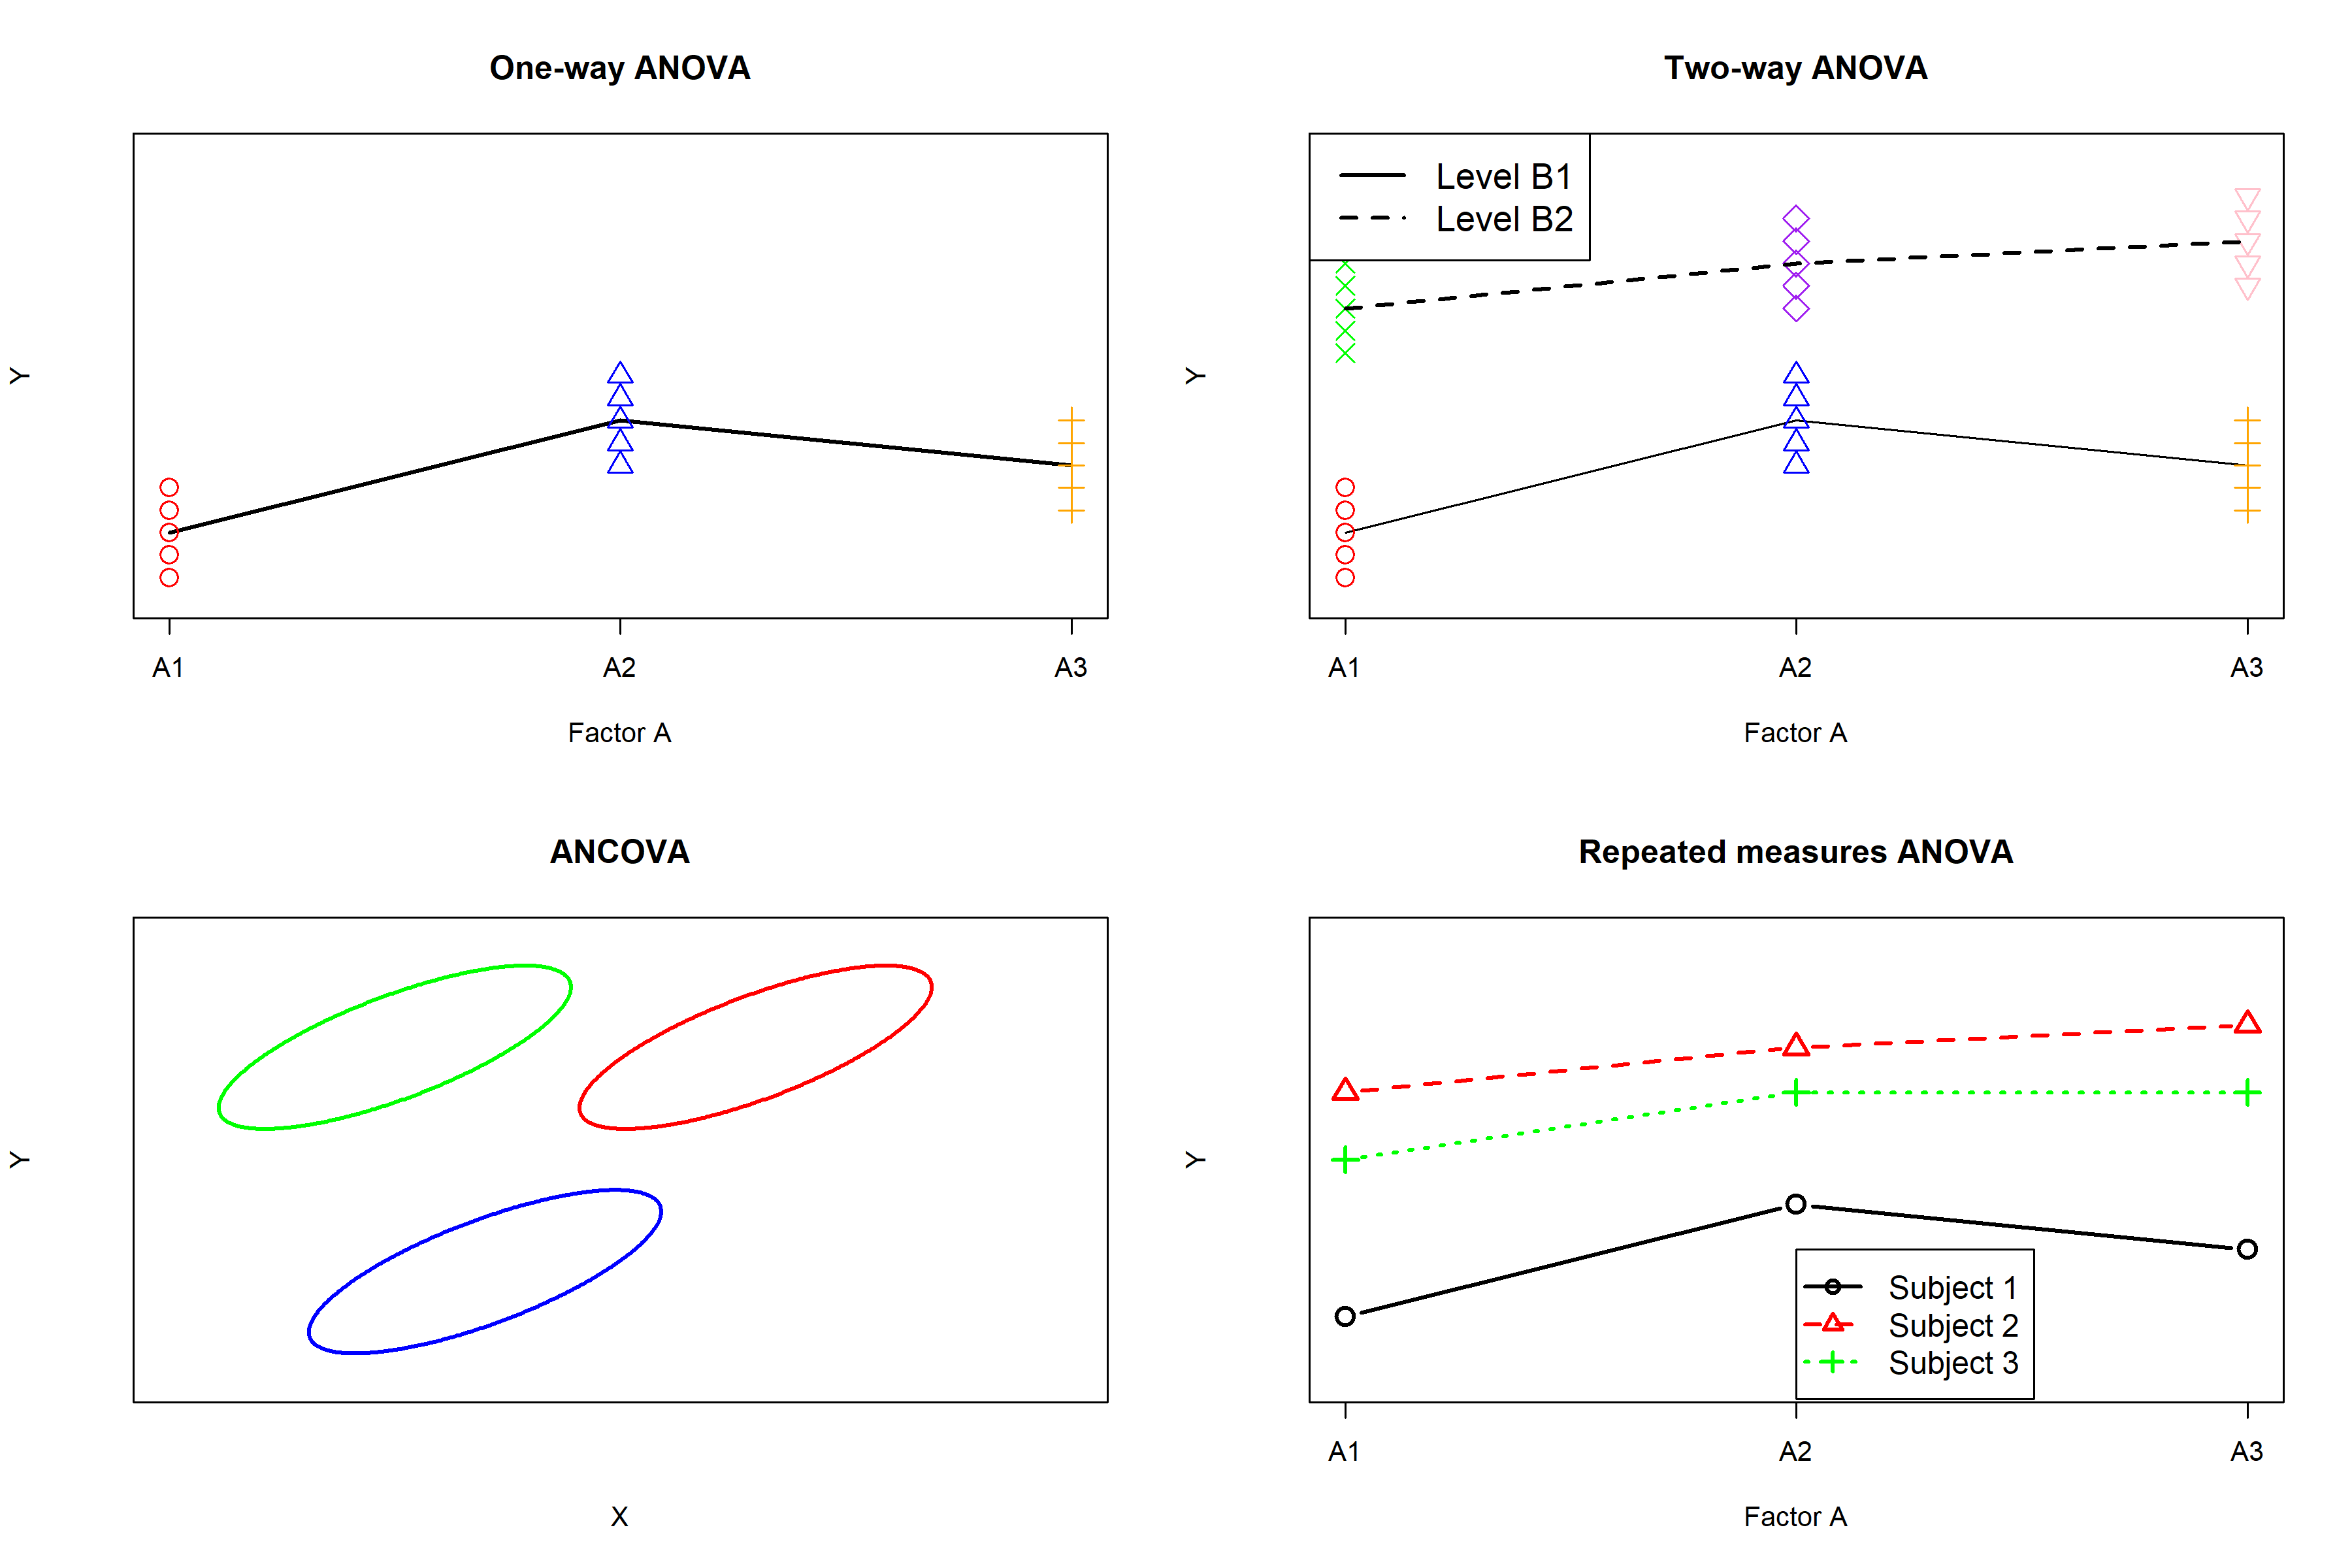 One-way ANOVA
Y
A1 A2 A3
Factor A
Two-way ANOVA
Level B1
Level B2
Y
A1 A2 A3
Factor A
ANCOVA
Y
X
Repeated measures ANOVA
Y
Subject 1
Subject 2
Subject 3
A1 A2 A3
Factor A